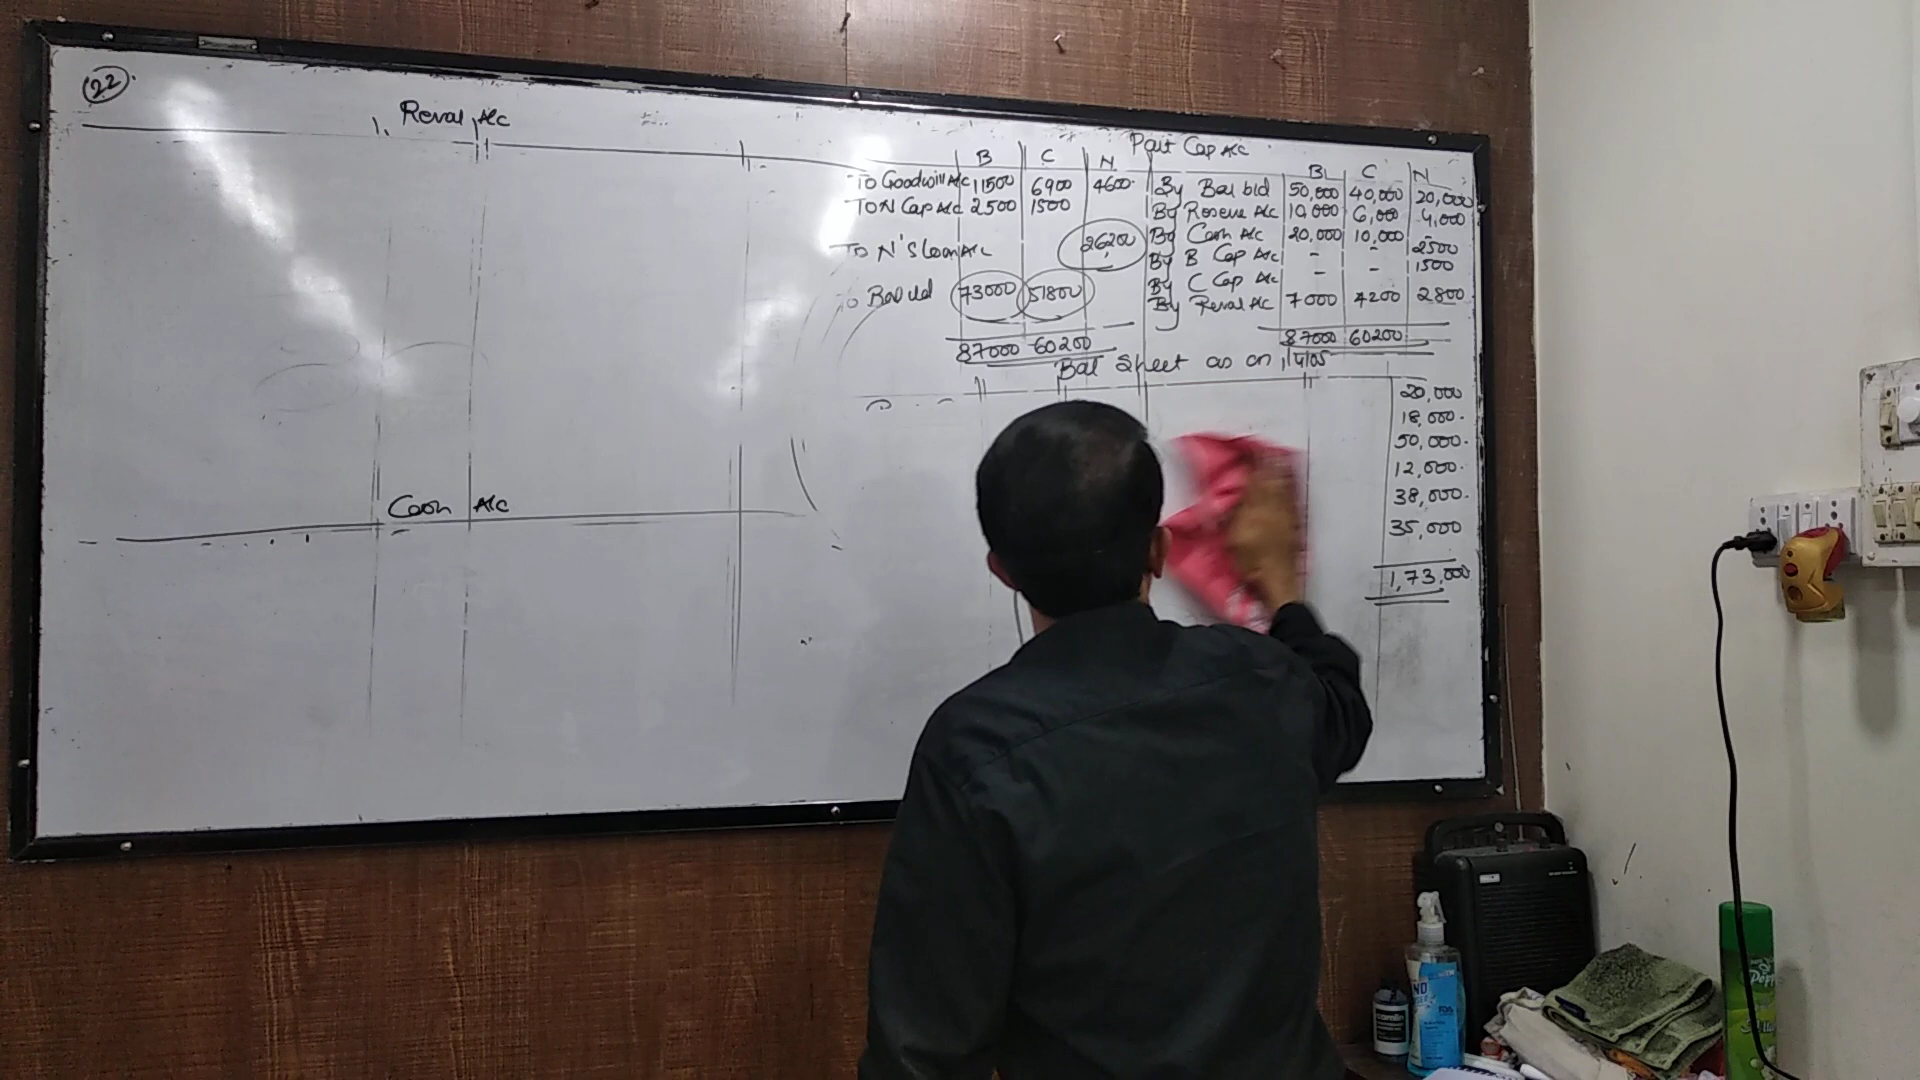 22
Reval A/c
Part Cap A/c
B C N
To Goodwill A/c 11500 6900 4600
To N Cap A/c 2500 1500
To N's Loan A/c 26200
To Bal c/d 73000 51800
87000 60200
B C N
By Bal b/d 50,000 40,000 20,000
By Reserve A/c 10,000 6,000 4,000
By Cash A/c 20,000 10,000 -
By B Cap A/c - - 2500
By C Cap A/c - - 1500
By Reval A/c 7000 4200 2800
87000 60200
Bal Sheet as on 1/4/05
20,000
18,000
50,000
12,000
38,000
35,000
1,73,000
Cash A/c